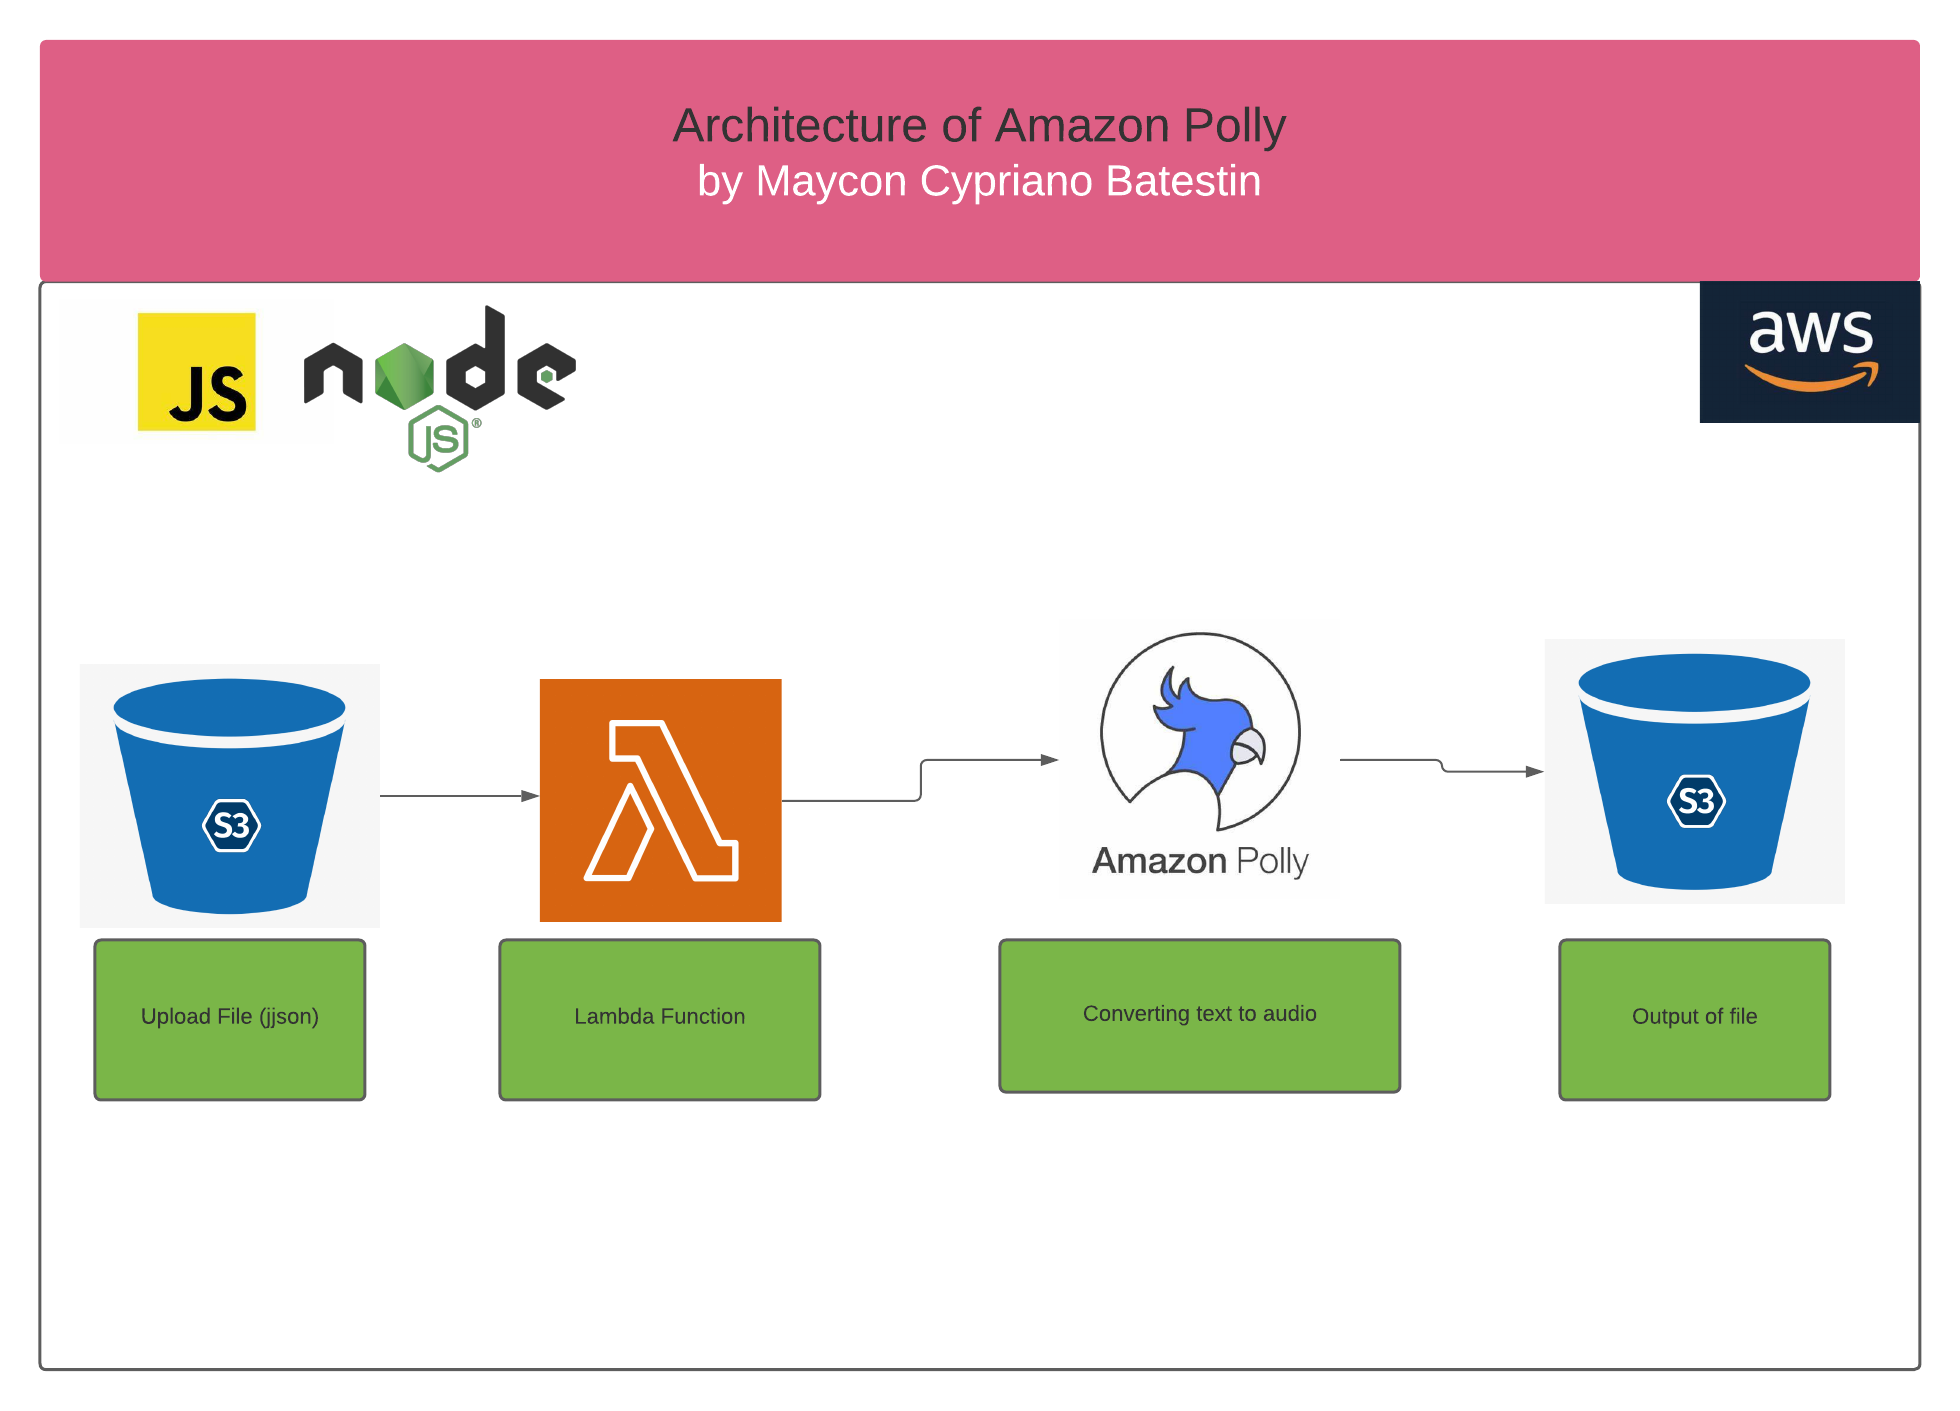 Architecture of Amazon Polly
by Maycon Cypriano Batestin
JS
node
JS®
aws
S3
Amazon Polly
S3
Upload File (jjson)
Lambda Function
Converting text to audio
Output of file